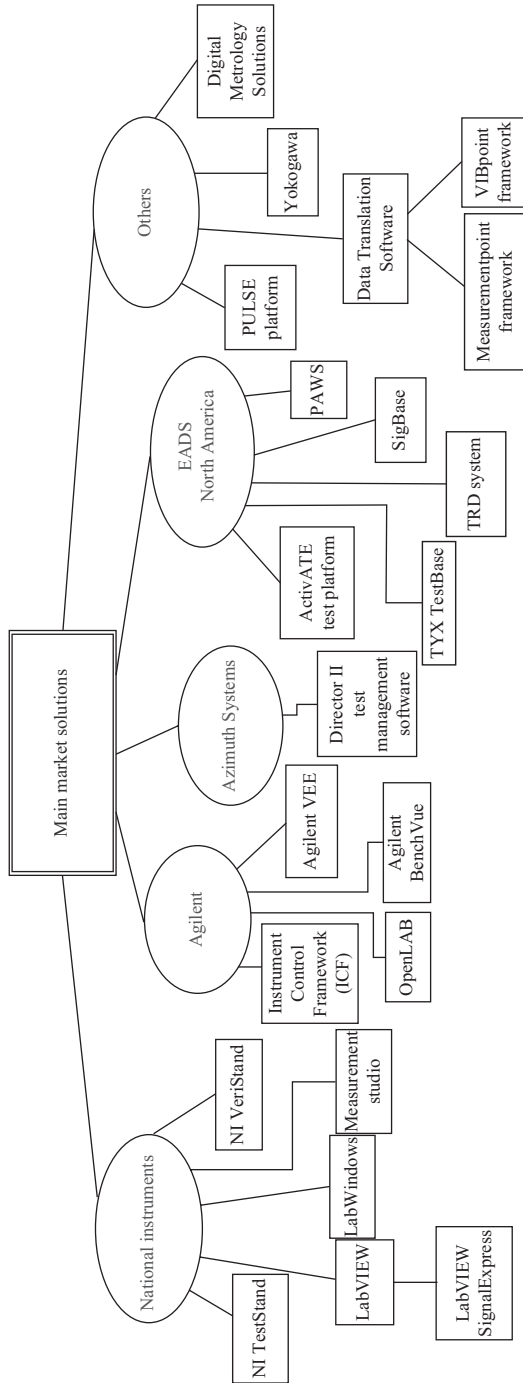 Main market solutions
National instruments
Agilent
Azimuth Systems
EADS
North America
Others
NI TestStand
LabVIEW
LabVIEW
SignalExpress
LabWindows
Measurement
studio
NI VeriStand
Instrument
Control
Framework
(ICF)
OpenLAB
Agilent
BenchVue
Agilent VEE
Director II
test
management
software
ActivATE
test platform
TYX TestBase
TRD system
SigBase
PAWS
PULSE
platform
Data Translation
Software
Measurementpoint
framework
VIBpoint
framework
Yokogawa
Digital
Metrology
Solutions